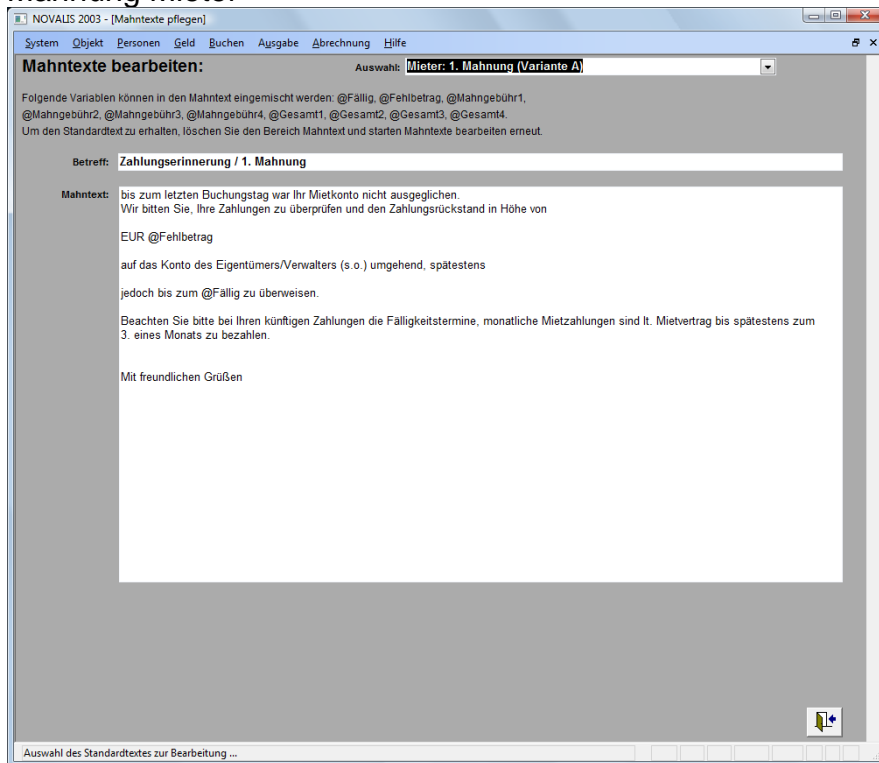 Mahnung Mieter
NOVALIS 2003 - [Mahntexte pflegen]
System Objekt Personen Geld Buchen Ausgabe Abrechnung Hilfe
Mahntexte bearbeiten:
Auswahl: Mieter: 1. Mahnung (Variante A)
Folgende Variablen können in den Mahntext eingemischt werden: @Fällig, @Fehlbetrag, @Mahngebühr1,
@Mahngebühr2, @Mahngebühr3, @Mahngebühr4, @Gesamt1, @Gesamt2, @Gesamt3, @Gesamt4.
Um den Standardtext zu erhalten, löschen Sie den Bereich Mahntext und starten Mahntexte bearbeiten erneut.
Betreff: Zahlungserinnerung / 1. Mahnung
Mahntext: bis zum letzten Buchungstag war Ihr Mietkonto nicht ausgeglichen.
Wir bitten Sie, Ihre Zahlungen zu überprüfen und den Zahlungsrückstand in Höhe von
EUR @Fehlbetrag
auf das Konto des Eigentümers/Verwalters (s.o.) umgehend, spätestens
jedoch bis zum @Fällig zu überweisen.
Beachten Sie bitte bei Ihren künftigen Zahlungen die Fälligkeitstermine, monatliche Mietzahlungen sind lt. Mietvertrag bis spätestens zum
3. eines Monats zu bezahlen.
Mit freundlichen Grüßen
Auswahl des Standardtextes zur Bearbeitung ...